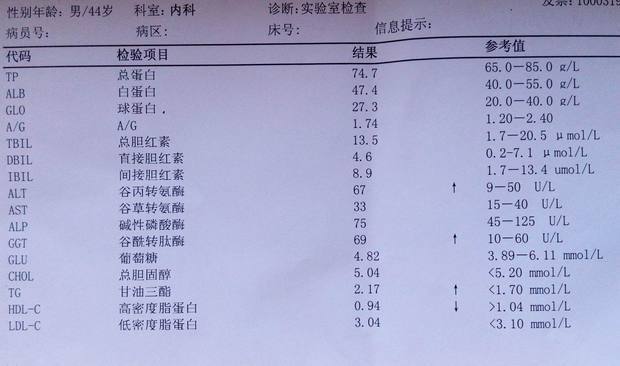 性别年龄: 男/44岁 科室: 内科 诊断: 实验室检查 发票: 1000319
病员号: 病区: 床号: 信息提示:
代码 检验项目 结果 参考值
TP 总蛋白 74.7 65.0—85.0 g/L
ALB 白蛋白 47.4 40.0—55.0 g/L
GLO 球蛋白 27.3 20.0—40.0 g/L
A/G A/G 1.74 1.20—2.40
TBIL 总胆红素 13.5 1.7—20.5 μmol/L
DBIL 直接胆红素 4.6 0.2-7.1 μmol/L
IBIL 间接胆红素 8.9 1.7—13.4 umol/L
ALT 谷丙转氨酶 67 ↑ 9—50 U/L
AST 谷草转氨酶 33 15—40 U/L
ALP 碱性磷酸酶 75 45—125 U/L
GGT 谷酰转肽酶 69 ↑ 10—60 U/L
GLU 葡萄糖 4.82 3.89—6.11 mmol/L
CHOL 总胆固醇 5.04 <5.20 mmol/L
TG 甘油三酯 2.17 ↑ <1.70 mmol/L
HDL-C 高密度脂蛋白 0.94 ↓ >1.04 mmol/L
LDL-C 低密度脂蛋白 3.04 <3.10 mmol/L